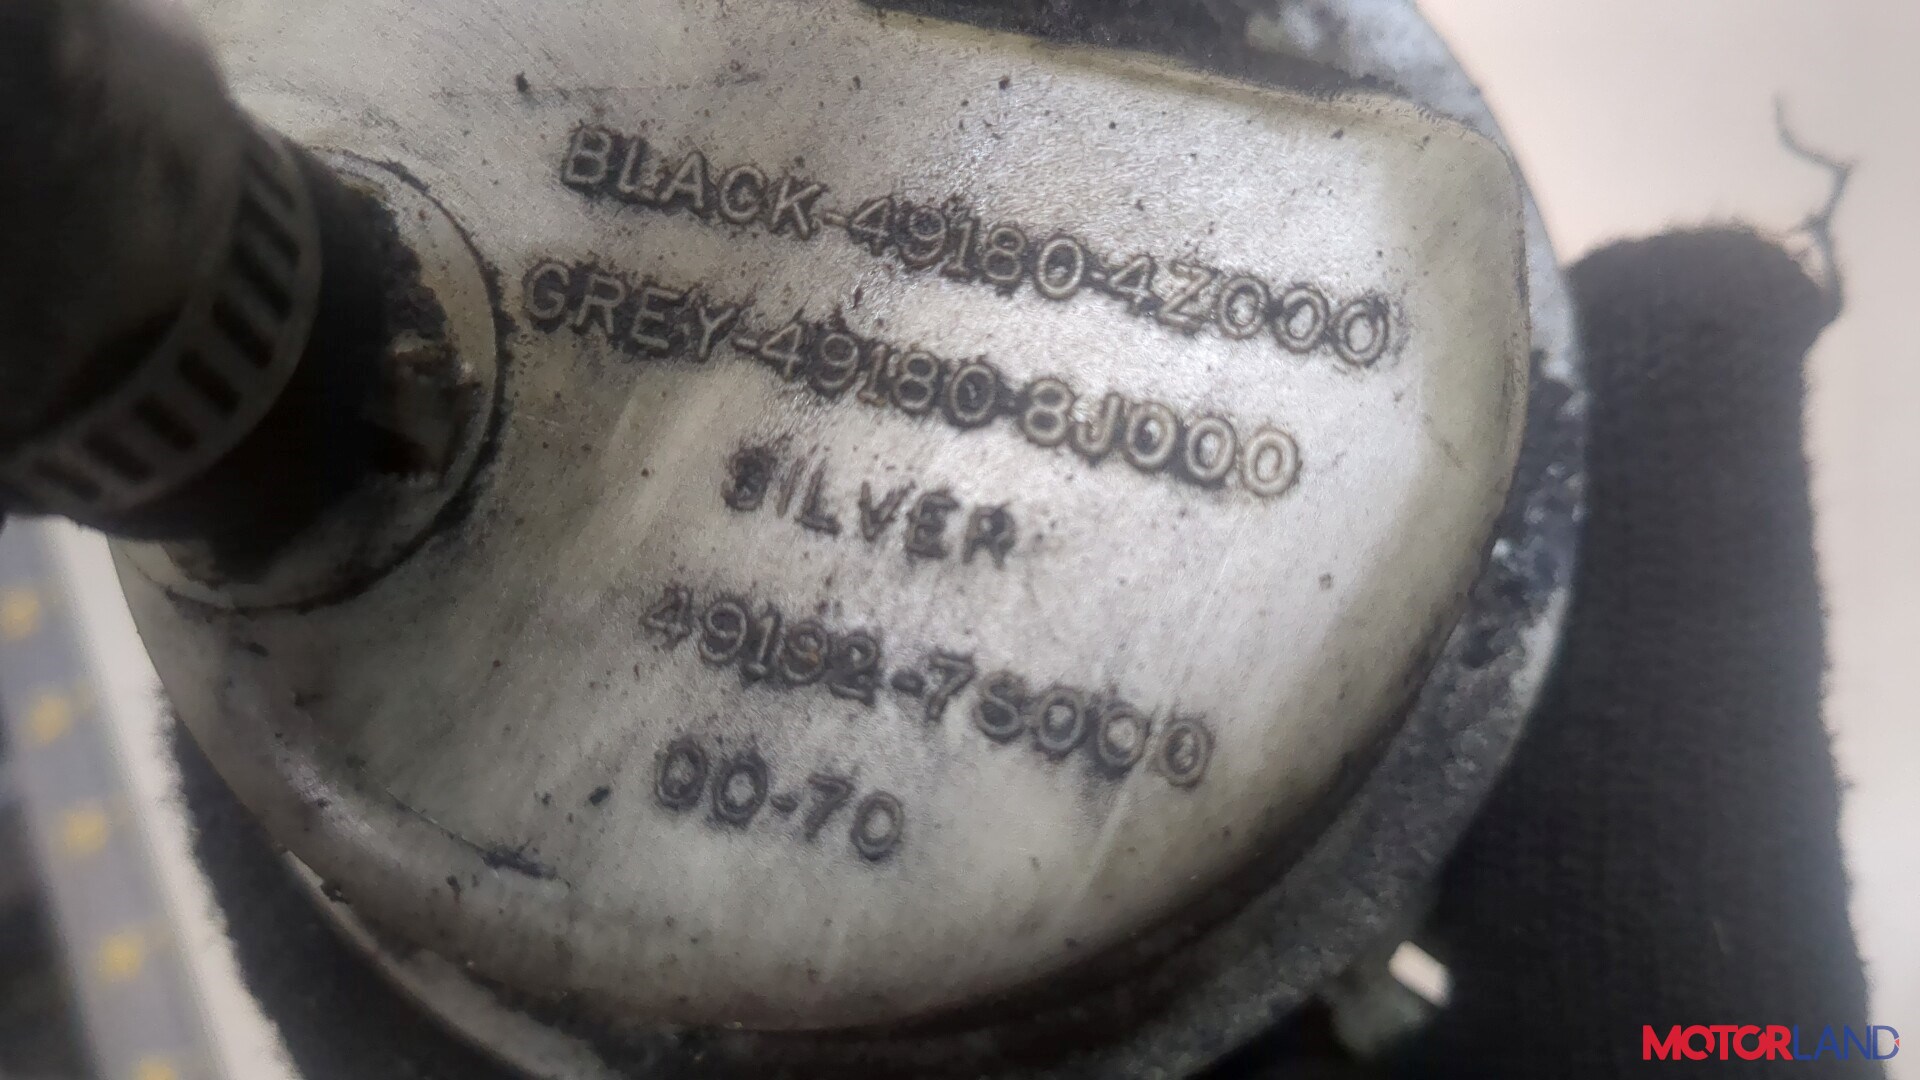 BLACK-49180-4Z000
GREY-49180-8J000
SILVER
49182-7S000
00-70
MOTORLAND